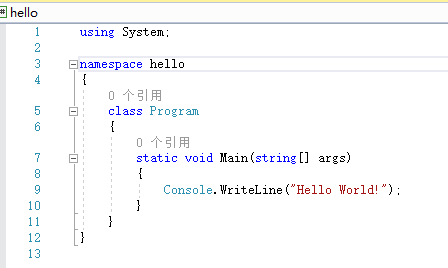 hello
1 using System;
2
3 namespace hello
4 {
0 个引用
5 class Program
6 {
0 个引用
7 static void Main(string[] args)
8 {
9 Console.WriteLine("Hello World!");
10 }
11 }
12 }
13